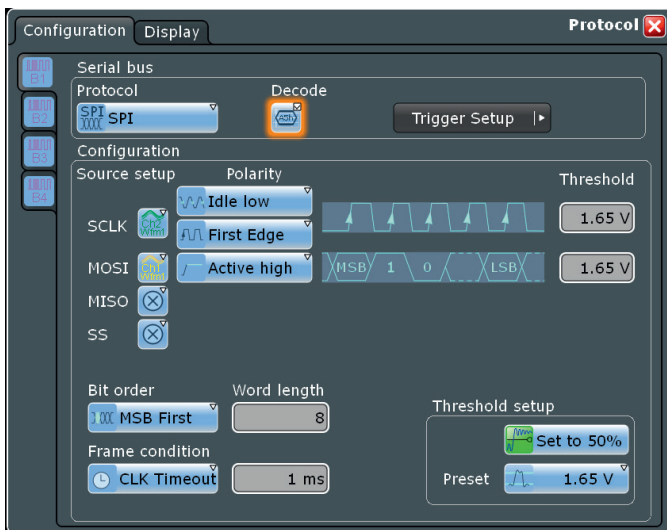 Configuration Display Protocol
B1
B2
B3
B4
Serial bus
Protocol Decode
SPI SPI
4Sh
Trigger Setup
Configuration
Source setup Polarity Threshold
Idle low
SCLK Ch2 Wfm1 First Edge 1.65 V
MOSI Ch1 Wfm1 Active high MSB 1 0 LSB 1.65 V
MISO
SS
Bit order Word length
MSB First 8
Threshold setup
Set to 50%
Frame condition
CLK Timeout 1 ms
Preset 1.65 V